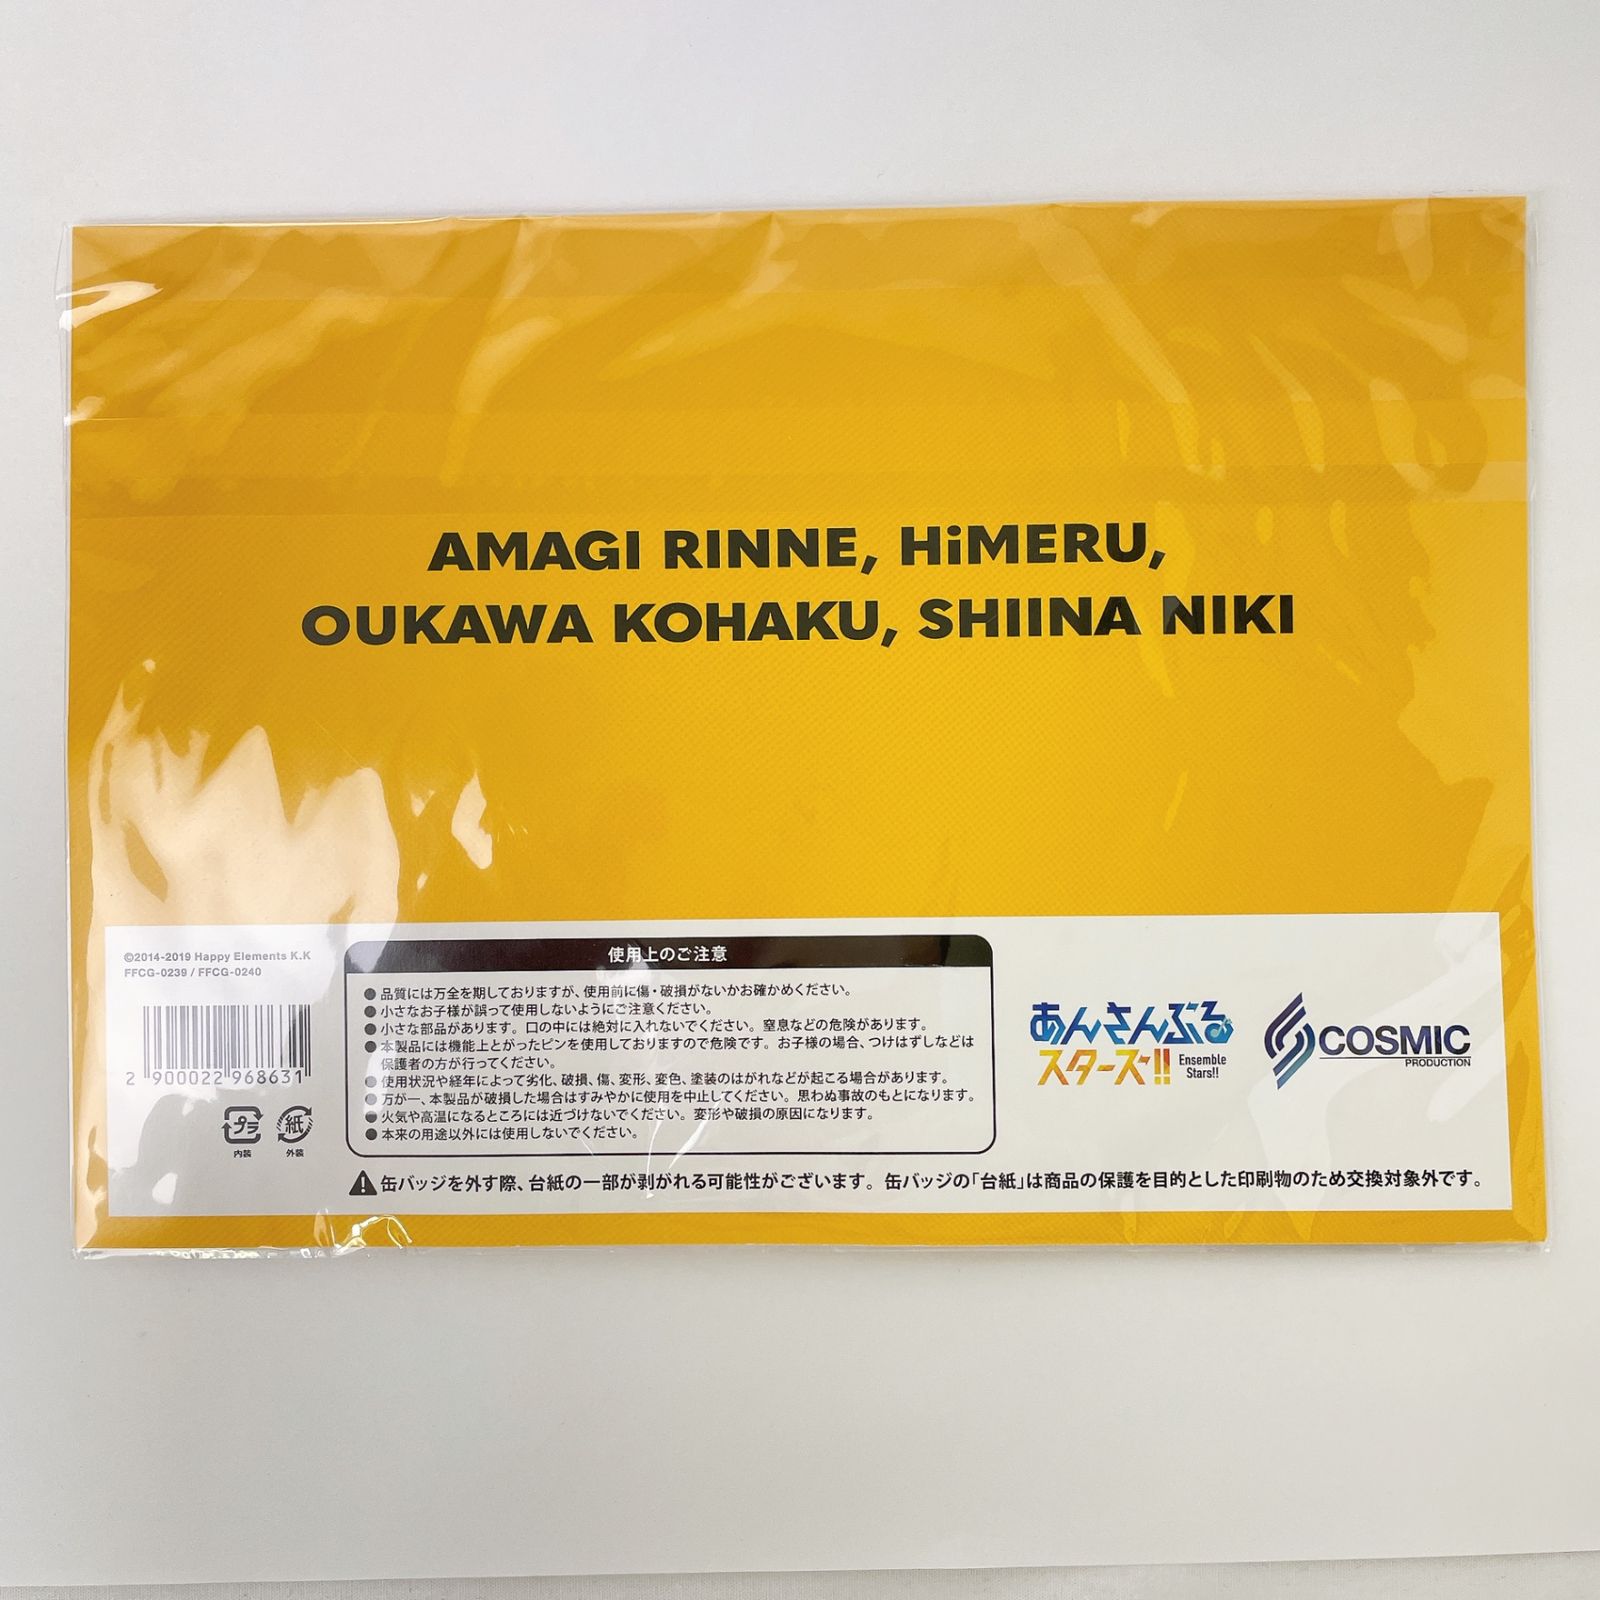 AMAGI RINNE, HiMERU,
OUKAWA KOHAKU, SHIINA NIKI
©2014-2019 Happy Elements K.K
FFCG-0239 / FFCG-0240
2 900022 968631
プラ
内装
紙
外装
使用上のご注意
●品質には万全を期しておりますが、使用前に傷・破損がないかお確かめください。
●小さなお子様が誤って使用しないようにご注意ください。
●小さな部品があります。口の中には絶対に入れないでください。窒息などの危険があります。
●本製品には機能上とがったピンを使用しておりますので危険です。お子様の場合、つけはずしなどは
保護者の方が行ってください。
●使用状況や経年によって劣化、破損、傷、変形、変色、塗装のはがれなどが起こる場合があります。
●万が一、本製品が破損した場合はすみやかに使用を中止してください。思わぬ事故のもとになります。
●火気や高温になるところには近づけないでください。変形や破損の原因になります。
●本来の用途以外には使用しないでください。
あんさんぶる
スターズ!!
Ensemble
Stars!!
COSMIC
PRODUCTION
缶バッジを外す際、台紙の一部が剥がれる可能性がございます。缶バッジの「台紙」は商品の保護を目的とした印刷物のため交換対象外です。